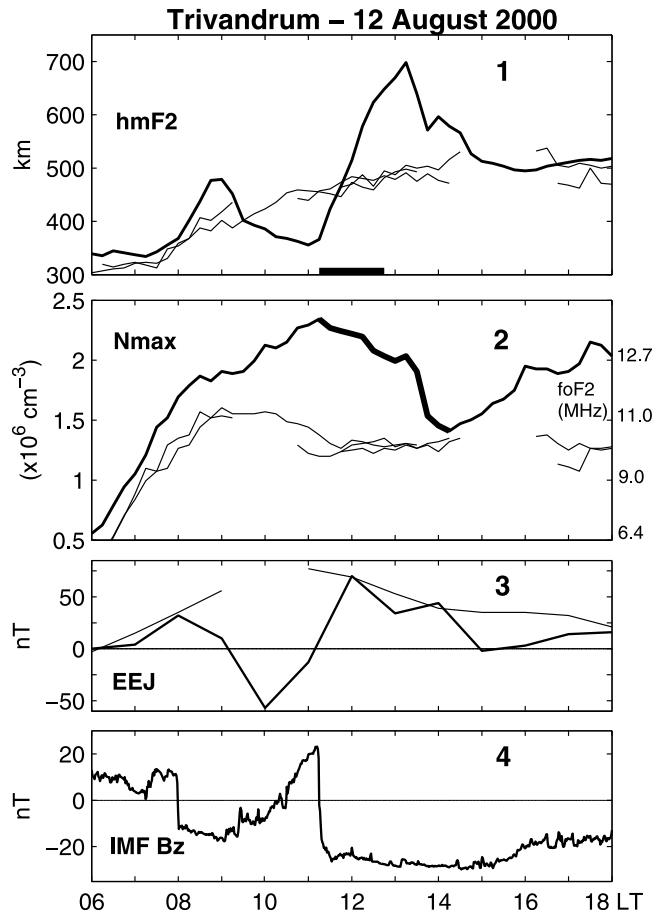 Trivandrum – 12 August 2000
700
600
500
400
300
km
hmF2
1
2.5
2
1.5
1
0.5
(x10⁶ cm⁻³)
Nmax
2
12.7
foF2
(MHz)
11.0
9.0
6.4
50
0
−50
nT
3
EEJ
20
0
−20
nT
4
IMF Bz
06 08 10 12 14 16 18 LT